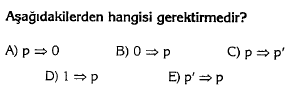 Aşağıdakilerden hangisi gerektirmedir?
A) p ⇒ 0 B) 0 ⇒ p C) p ⇒ p′
D) 1 ⇒ p E) p′ ⇒ p